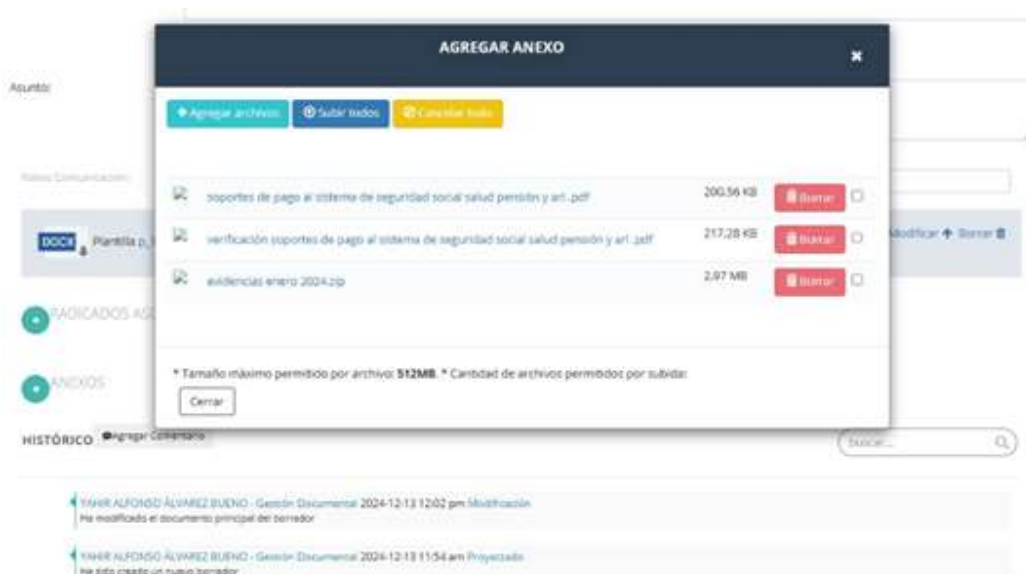 AGREGAR ANEXO
Asunto:
Agregar archivos Subir todos Cancelar todo
soportes de pago al sistema de seguridad social salud pensión y arl .pdf 200,56 KB Borrar
DOCX Plantilla p_ Modificar Borrar
verificación soportes de pago al sistema de seguridad social salud pensión y arl .pdf 217,28 KB Borrar
evidencias enero 2024.zip 2,97 MB Borrar
RADICADOS AS
* Tamaño máximo permitido por archivo: 512MB. * Cantidad de archivos permitidos por subida:
ANEXOS
Cerrar
HISTÓRICO Agregar Comentario buscar...
YAHIR ALFONSO ÁLVAREZ BUENO - Gestión Documental 2024-12-13 12:02 pm Modificación
Ha modificado el documento principal del borrador
YAHIR ALFONSO ÁLVAREZ BUENO - Gestión Documental 2024-12-13 11:54 am Proyectado
Ha sido creado un nuevo borrador